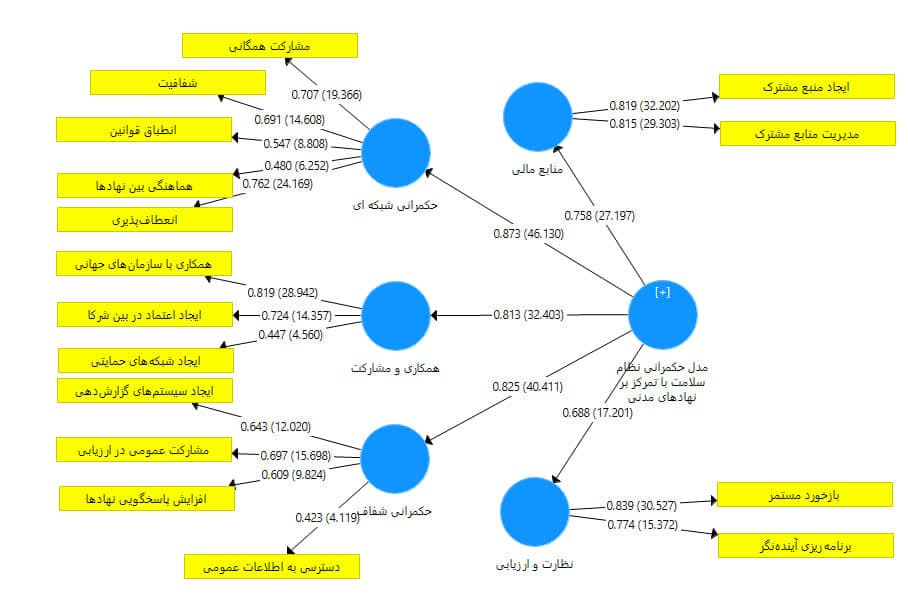 مشارکت همگانی
شفافیت
انطباق قوانین
هماهنگی بین نهادها
انعطاف‌پذیری
0.707 (19.366)
0.691 (14.608)
0.547 (8.808)
0.480 (6.252)
0.762 (24.169)
حکمرانی شبکه ای
ایجاد منبع مشترک
مدیریت منابع مشترک
0.819 (32.202)
0.815 (29.303)
منابع مالی
0.758 (27.197)
0.873 (46.130)
همکاری با سازمان‌های جهانی
ایجاد اعتماد در بین شرکا
ایجاد شبکه‌های حمایتی
0.819 (28.942)
0.724 (14.357)
0.447 (4.560)
همکاری و مشارکت
0.813 (32.403)
[+]
مدل حکمرانی نظام
سلامت با تمرکز بر
نهادهای مدنی
0.825 (40.411)
0.688 (17.201)
ایجاد سیستم‌های گزارش‌دهی
مشارکت عمومی در ارزیابی
افزایش پاسخگویی نهادها
دسترسی به اطلاعات عمومی
0.643 (12.020)
0.697 (15.698)
0.609 (9.824)
0.423 (4.119)
حکمرانی شفاف
بازخورد مستمر
برنامه ریزی آینده‌نگر
0.839 (30.527)
0.774 (15.372)
نظارت و ارزیابی